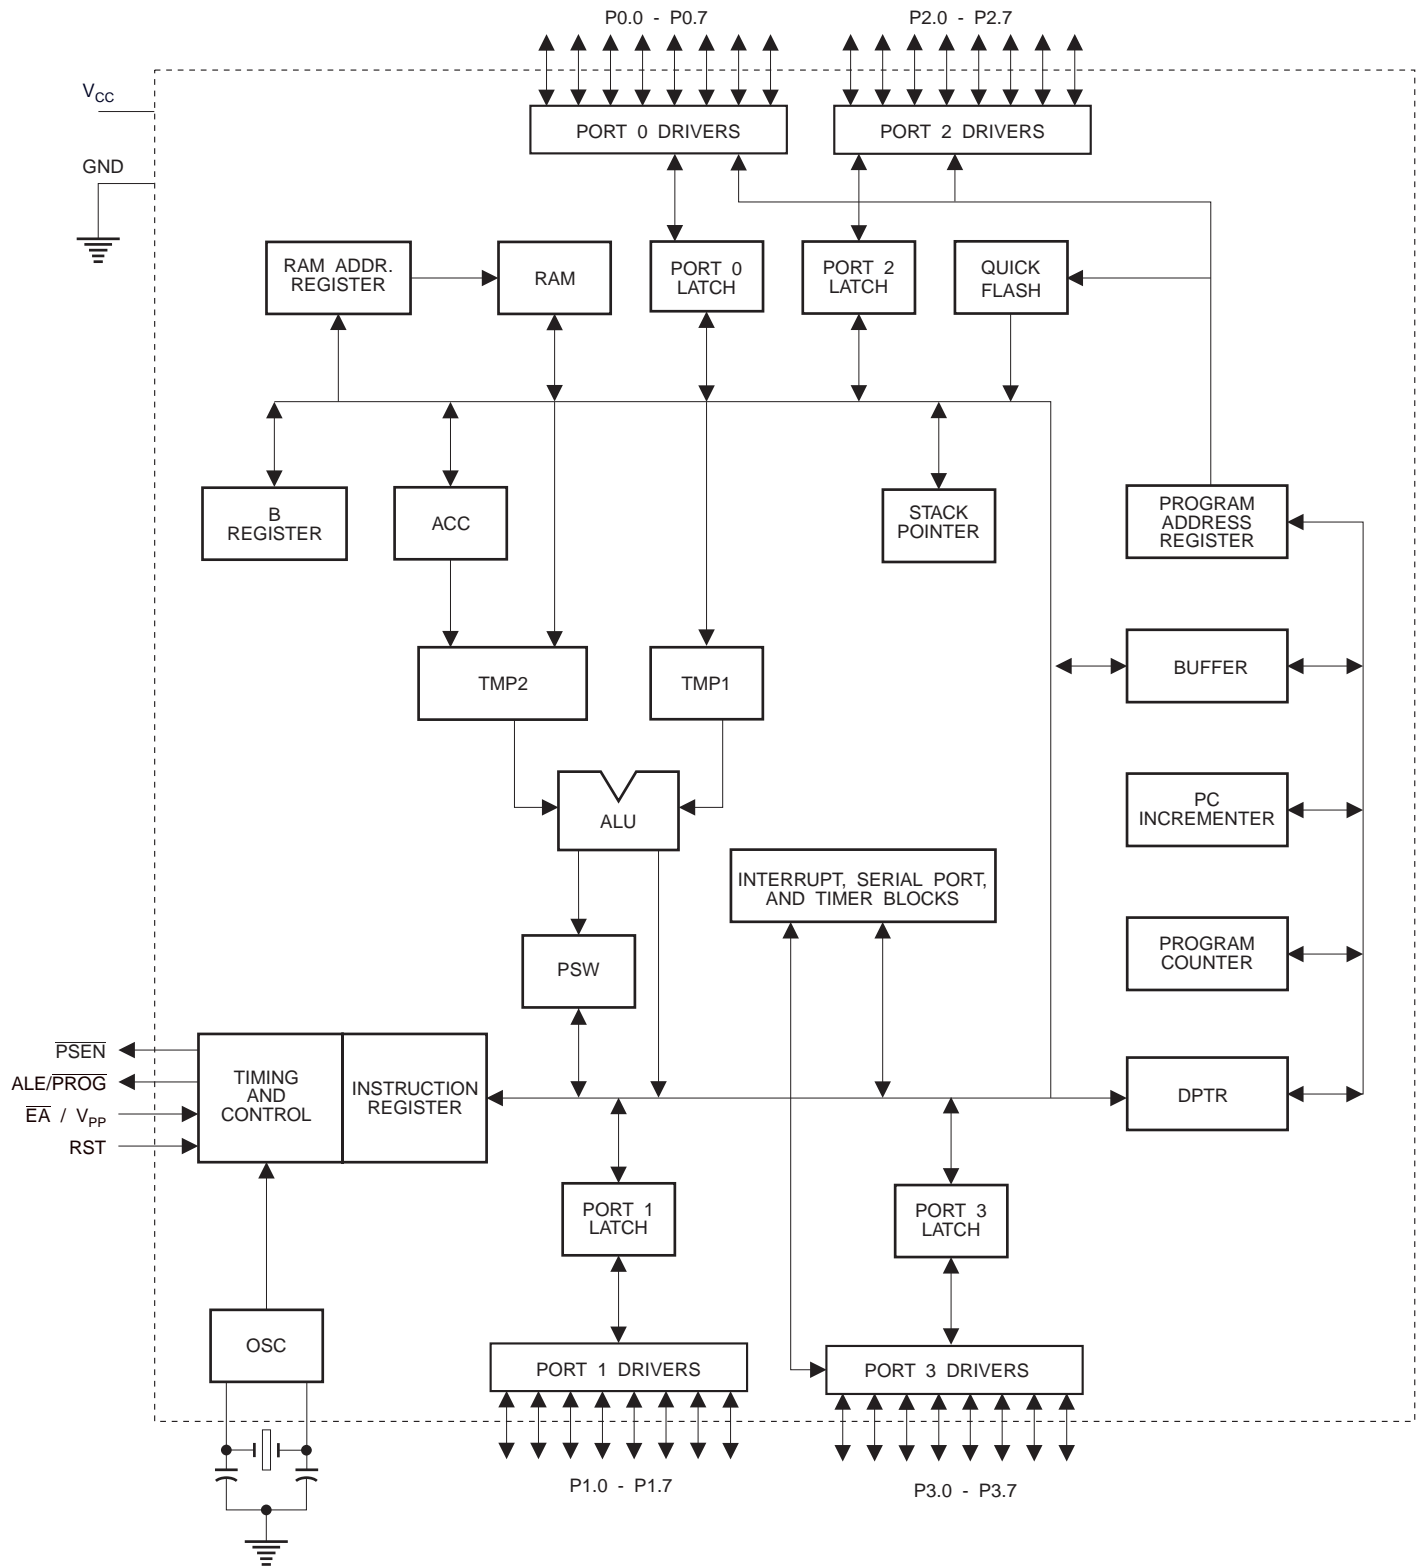 P0.0 - P0.7
P2.0 - P2.7
VCC
GND
PORT 0 DRIVERS
PORT 2 DRIVERS
RAM ADDR.
REGISTER
RAM
PORT 0
LATCH
PORT 2
LATCH
QUICK
FLASH
B
REGISTER
ACC
STACK
POINTER
PROGRAM
ADDRESS
REGISTER
TMP2
TMP1
BUFFER
ALU
PC
INCREMENTER
INTERRUPT, SERIAL PORT,
AND TIMER BLOCKS
PSW
PROGRAM
COUNTER
PSEN
ALE/PROG
EA / VPP
RST
TIMING
AND
CONTROL
INSTRUCTION
REGISTER
DPTR
PORT 1
LATCH
PORT 3
LATCH
OSC
PORT 1 DRIVERS
PORT 3 DRIVERS
P1.0 - P1.7
P3.0 - P3.7